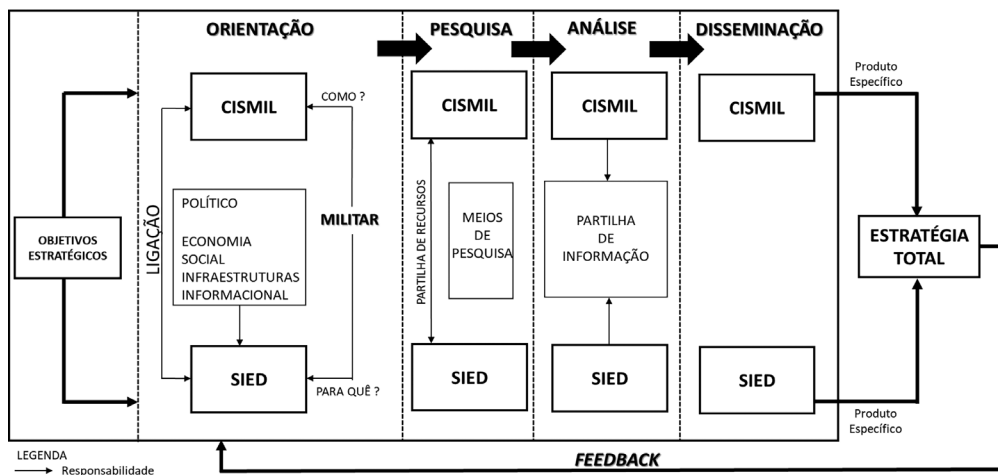 ORIENTAÇÃO
PESQUISA
ANÁLISE
DISSEMINAÇÃO
OBJETIVOS
ESTRATÉGICOS
CISMIL
COMO ?
LIGAÇÃO
POLÍTICO
ECONOMIA
SOCIAL
INFRAESTRUTURAS
INFORMACIONAL
MILITAR
SIED
PARA QUÊ ?
CISMIL
PARTILHA DE RECURSOS
MEIOS
DE
PESQUISA
SIED
CISMIL
PARTILHA
DE
INFORMAÇÃO
SIED
CISMIL
SIED
Produto
Específico
ESTRATÉGIA
TOTAL
Produto
Específico
FEEDBACK
LEGENDA
Responsabilidade